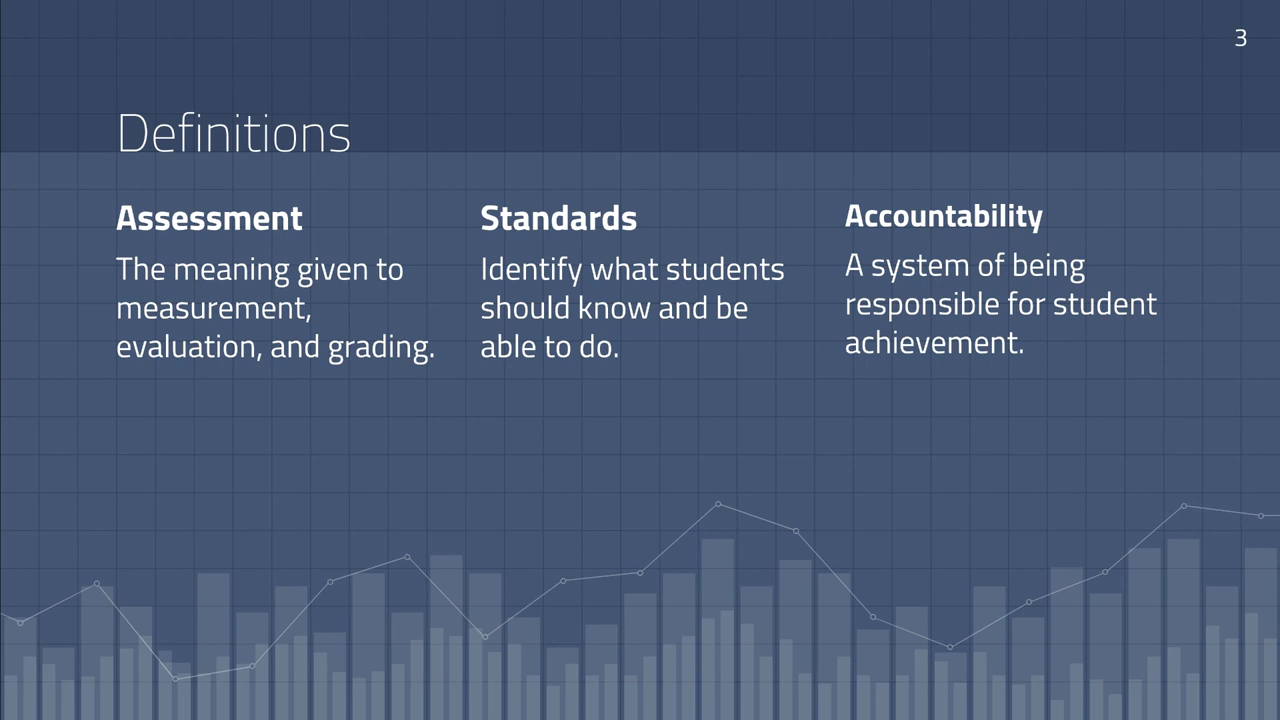 3
Definitions
Assessment
The meaning given to
measurement,
evaluation, and grading.
Standards
Identify what students
should know and be
able to do.
Accountability
A system of being
responsible for student
achievement.